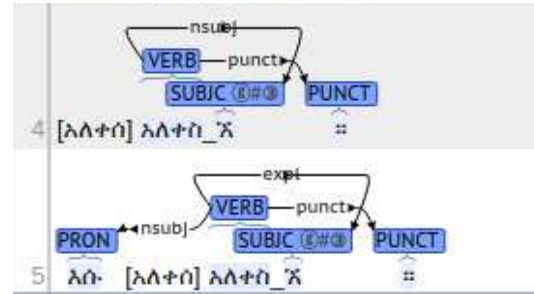 nsubj
VERB punct
SUBJC PUNCT
4 [አለቀሰ] አለቀስ_ኧ ።
expl
VERB punct
PRON nsubj SUBJC PUNCT
5 እሱ [አለቀሰ] አለቀስ_ኧ ።